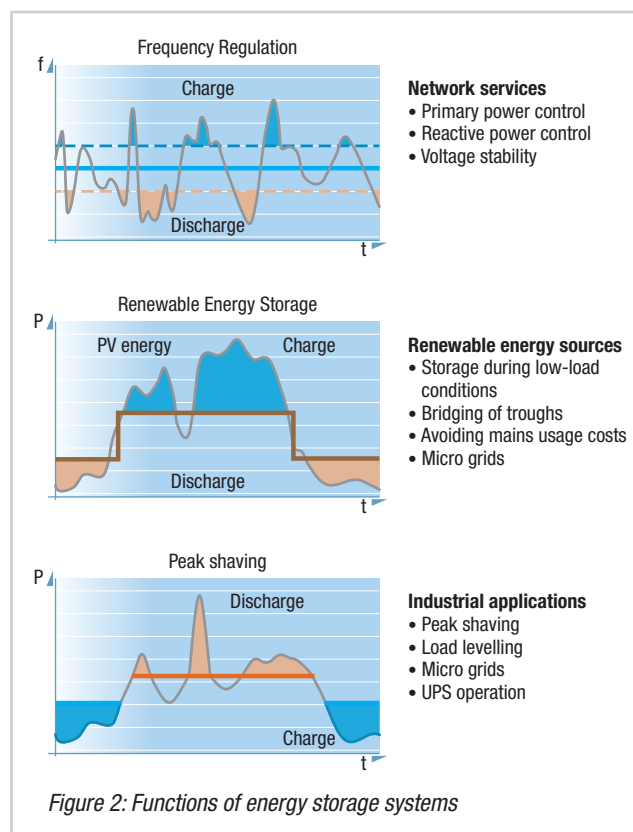 Frequency Regulation
f
Charge
Discharge
t
Network services
• Primary power control
• Reactive power control
• Voltage stability
Renewable Energy Storage
P
PV energy
Charge
Discharge
t
Renewable energy sources
• Storage during low-load
conditions
• Bridging of troughs
• Avoiding mains usage costs
• Micro grids
Peak shaving
P
Discharge
Charge
t
Industrial applications
• Peak shaving
• Load levelling
• Micro grids
• UPS operation
Figure 2: Functions of energy storage systems